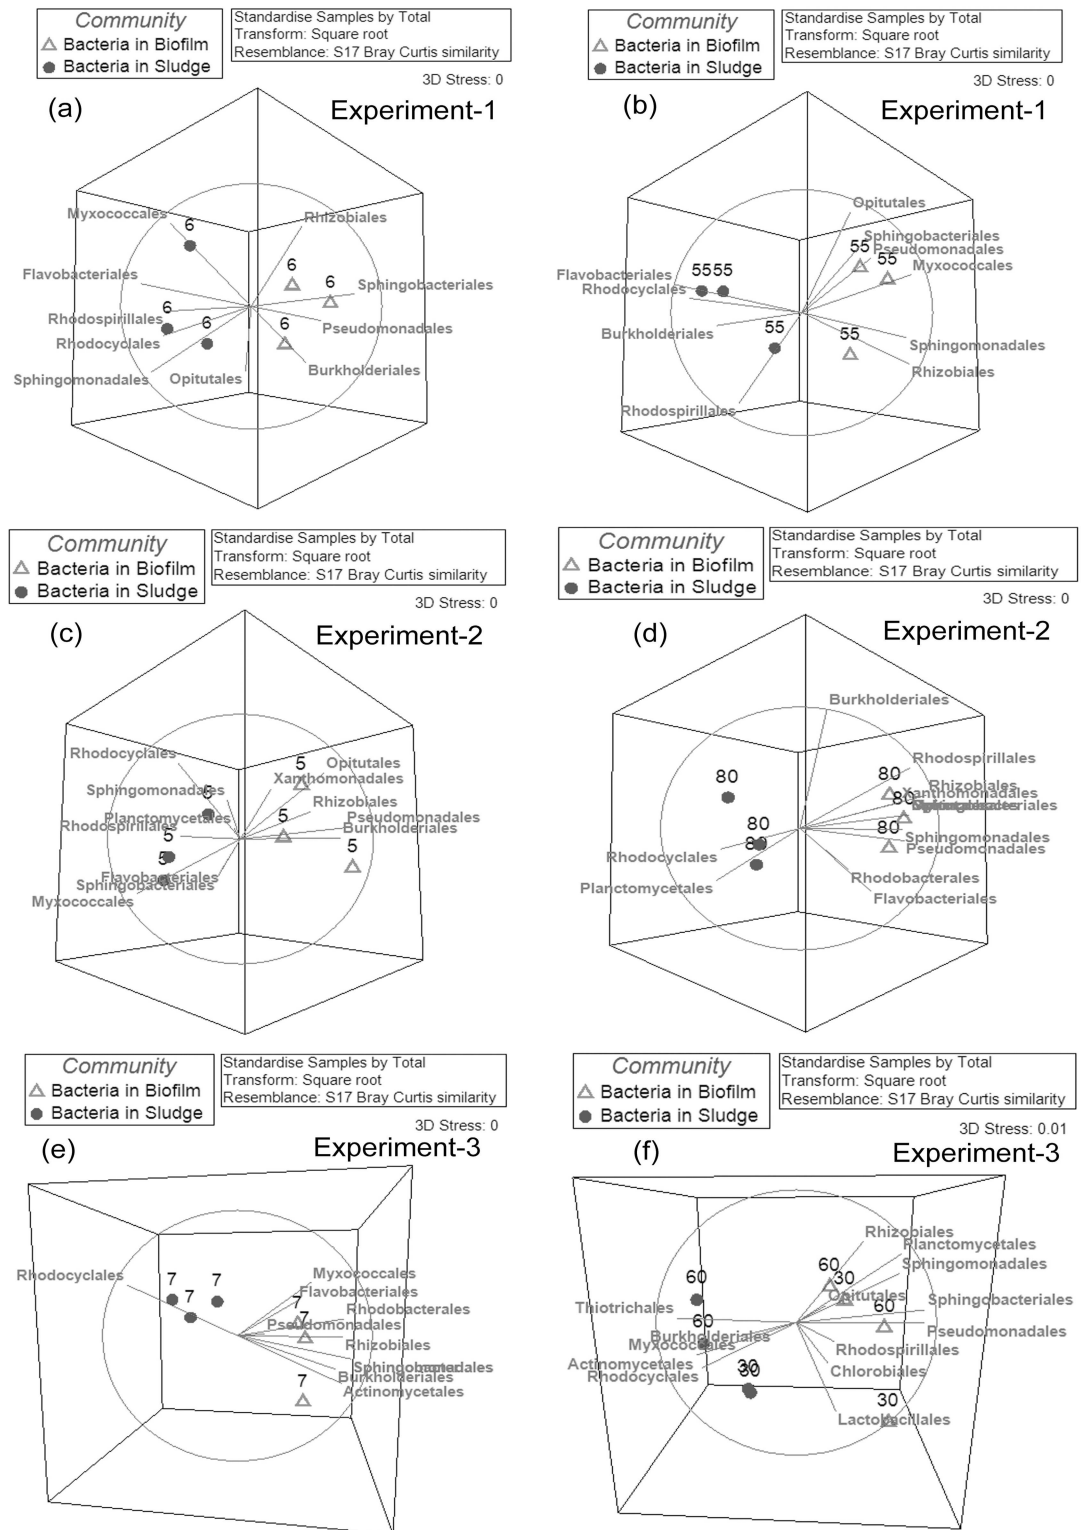 Community
Bacteria in Biofilm
Bacteria in Sludge
Standardise Samples by Total
Transform: Square root
Resemblance: S17 Bray Curtis similarity
3D Stress: 0
(a)
Experiment-1
Myxococcales
6
Rhizobiales
Flavobacteriales
6
6
Sphingobacteriales
Rhodospirillales
6
6
6
Pseudomonadales
Rhodocyclales
Sphingomonadales
Opitutales
Burkholderiales
Community
Bacteria in Biofilm
Bacteria in Sludge
Standardise Samples by Total
Transform: Square root
Resemblance: S17 Bray Curtis similarity
3D Stress: 0
(b)
Experiment-1
Opitutales
Sphingobacteriales
55
Pseudomonadales
55
Myxococcales
Flavobacteriales
55
55
Rhodocyclales
Burkholderiales
55
55
Sphingomonadales
Rhizobiales
Rhodospirillales
Community
Bacteria in Biofilm
Bacteria in Sludge
Standardise Samples by Total
Transform: Square root
Resemblance: S17 Bray Curtis similarity
3D Stress: 0
(c)
Experiment-2
Rhodocyclales
5
Opitutales
Xanthomonadales
Sphingomonadales
5
Rhizobiales
Planctomycetales
5
Pseudomonadales
Rhodospirillales
5
Burkholderiales
5
5
Flavobacteriales
Sphingobacteriales
Myxococcales
Community
Bacteria in Biofilm
Bacteria in Sludge
Standardise Samples by Total
Transform: Square root
Resemblance: S17 Bray Curtis similarity
3D Stress: 0
(d)
Experiment-2
Burkholderiales
Rhodospirillales
80
80
Rhizobiales
Xanthomonadales
80
80
80
Sphingomonadales
80
Pseudomonadales
Rhodocyclales
Rhodobacterales
Planctomycetales
Flavobacteriales
Community
Bacteria in Biofilm
Bacteria in Sludge
Standardise Samples by Total
Transform: Square root
Resemblance: S17 Bray Curtis similarity
3D Stress: 0
(e)
Experiment-3
Rhodocyclales
7
7
7
Myxococcales
Flavobacteriales
7
Rhodobacterales
7
Pseudomonadales
Rhizobiales
Burkholderiales
7
Actinomycetales
Community
Bacteria in Biofilm
Bacteria in Sludge
Standardise Samples by Total
Transform: Square root
Resemblance: S17 Bray Curtis similarity
3D Stress: 0.01
(f)
Experiment-3
Rhizobiales
Planctomycetales
60
Sphingomonadales
60
30
Opitutales
Sphingobacteriales
Thiotrichales
60
60
Pseudomonadales
Burkholderiales
Myxococcales
Rhodospirillales
Actinomycetales
30
30
Chlorobiales
Rhodocyclales
30
Lactobacillales